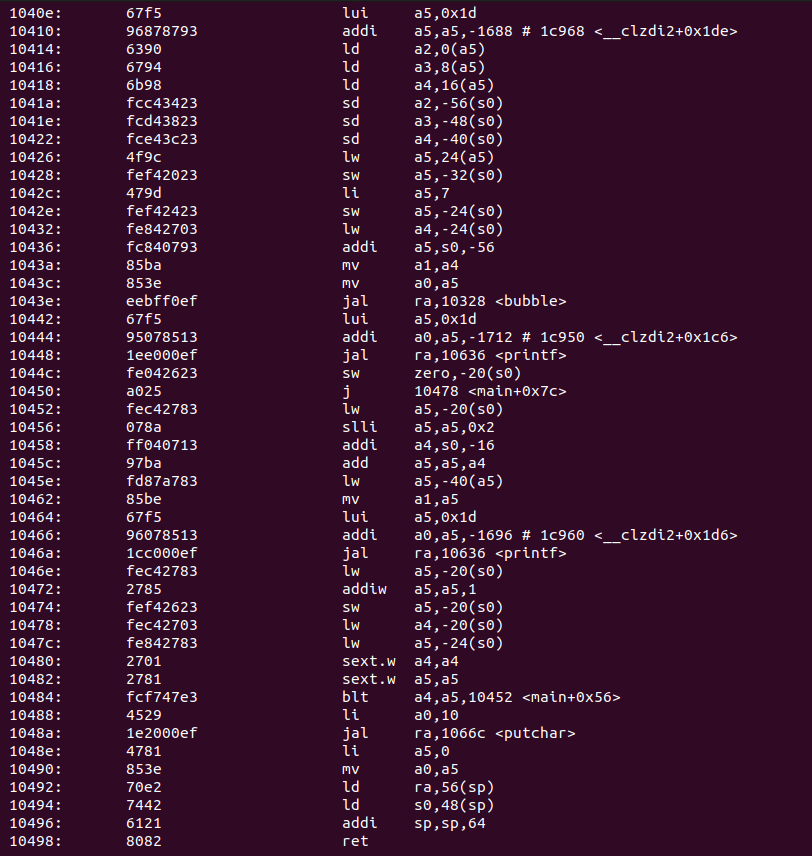 1040e: 67f5 lui a5,0x1d
10410: 96878793 addi a5,a5,-1688 # 1c968 <__clzdi2+0x1de>
10414: 6390 ld a2,0(a5)
10416: 6794 ld a3,8(a5)
10418: 6b98 ld a4,16(a5)
1041a: fcc43423 sd a2,-56(s0)
1041e: fcd43823 sd a3,-48(s0)
10422: fce43c23 sd a4,-40(s0)
10426: 4f9c lw a5,24(a5)
10428: fef42023 sw a5,-32(s0)
1042c: 479d li a5,7
1042e: fef42423 sw a5,-24(s0)
10432: fe842703 lw a4,-24(s0)
10436: fc840793 addi a5,s0,-56
1043a: 85ba mv a1,a4
1043c: 853e mv a0,a5
1043e: eebff0ef jal ra,10328 <bubble>
10442: 67f5 lui a5,0x1d
10444: 95078513 addi a0,a5,-1712 # 1c950 <__clzdi2+0x1c6>
10448: 1ee000ef jal ra,10636 <printf>
1044c: fe042623 sw zero,-20(s0)
10450: a025 j 10478 <main+0x7c>
10452: fec42783 lw a5,-20(s0)
10456: 078a slli a5,a5,0x2
10458: ff040713 addi a4,s0,-16
1045c: 97ba add a5,a5,a4
1045e: fd87a783 lw a5,-40(a5)
10462: 85be mv a1,a5
10464: 67f5 lui a5,0x1d
10466: 96078513 addi a0,a5,-1696 # 1c960 <__clzdi2+0x1d6>
1046a: 1cc000ef jal ra,10636 <printf>
1046e: fec42783 lw a5,-20(s0)
10472: 2785 addiw a5,a5,1
10474: fef42623 sw a5,-20(s0)
10478: fec42703 lw a4,-20(s0)
1047c: fe842783 lw a5,-24(s0)
10480: 2701 sext.w a4,a4
10482: 2781 sext.w a5,a5
10484: fcf747e3 blt a4,a5,10452 <main+0x56>
10488: 4529 li a0,10
1048a: 1e2000ef jal ra,1066c <putchar>
1048e: 4781 li a5,0
10490: 853e mv a0,a5
10492: 70e2 ld ra,56(sp)
10494: 7442 ld s0,48(sp)
10496: 6121 addi sp,sp,64
10498: 8082 ret